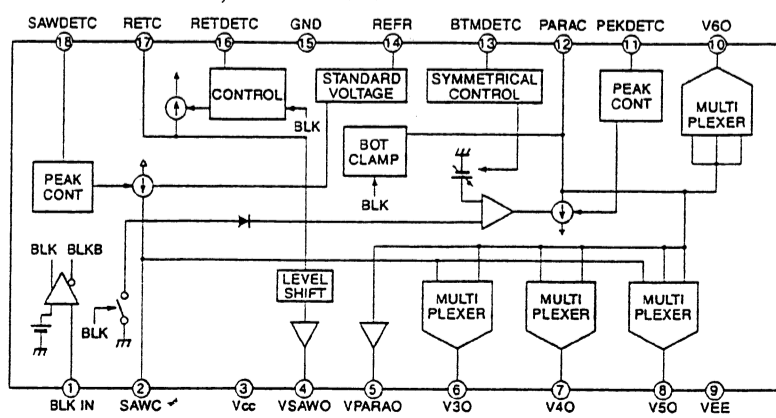 SAWDETC RETC RETDETC GND REFR BTMDETC PARAC PEKDETC V6O
18 17 16 15 14 13 12 11 10
CONTROL
STANDARD
VOLTAGE
SYMMETRICAL
CONTROL
PEAK
CONT
MULTI
PLEXER
BLK
BOT
CLAMP
BLK
PEAK
CONT
BLK BLKB
BLK
LEVEL
SHIFT
MULTI
PLEXER
MULTI
PLEXER
MULTI
PLEXER
1 2 3 4 5 6 7 8 9
BLK IN SAWC Vcc VSAWO VPARAO V3O V4O V5O VEE